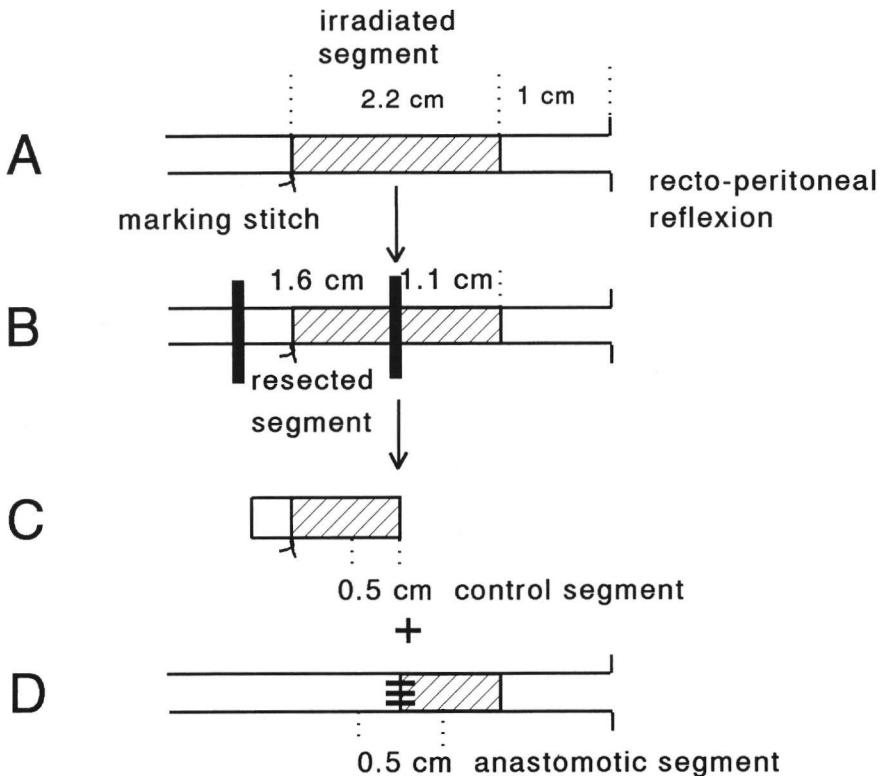 irradiated
segment
2.2 cm
1 cm
A
recto-peritoneal
reflexion
marking stitch
1.6 cm
1.1 cm
B
resected
segment
C
0.5 cm control segment
+
D
0.5 cm anastomotic segment